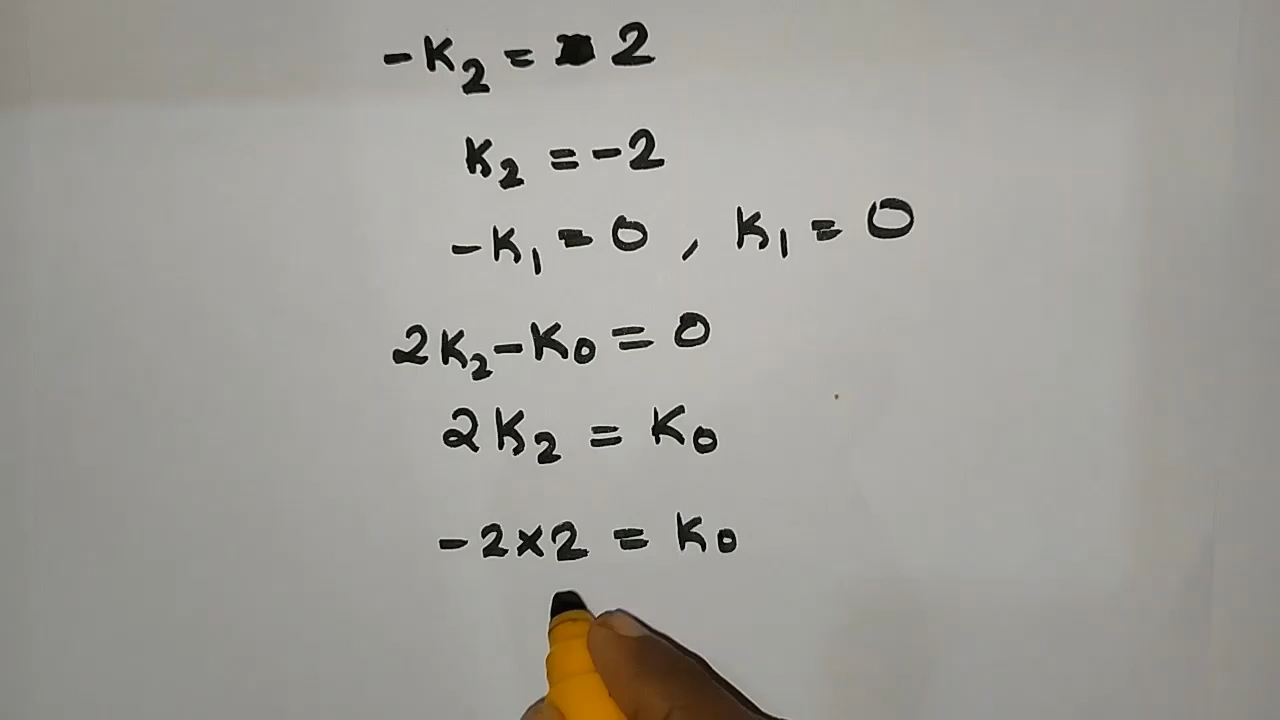 -K₂ = 2
K₂ = -2
-K₁ = 0 , K₁ = 0
2K₂ - K₀ = 0
2K₂ = K₀
-2×2 = K₀